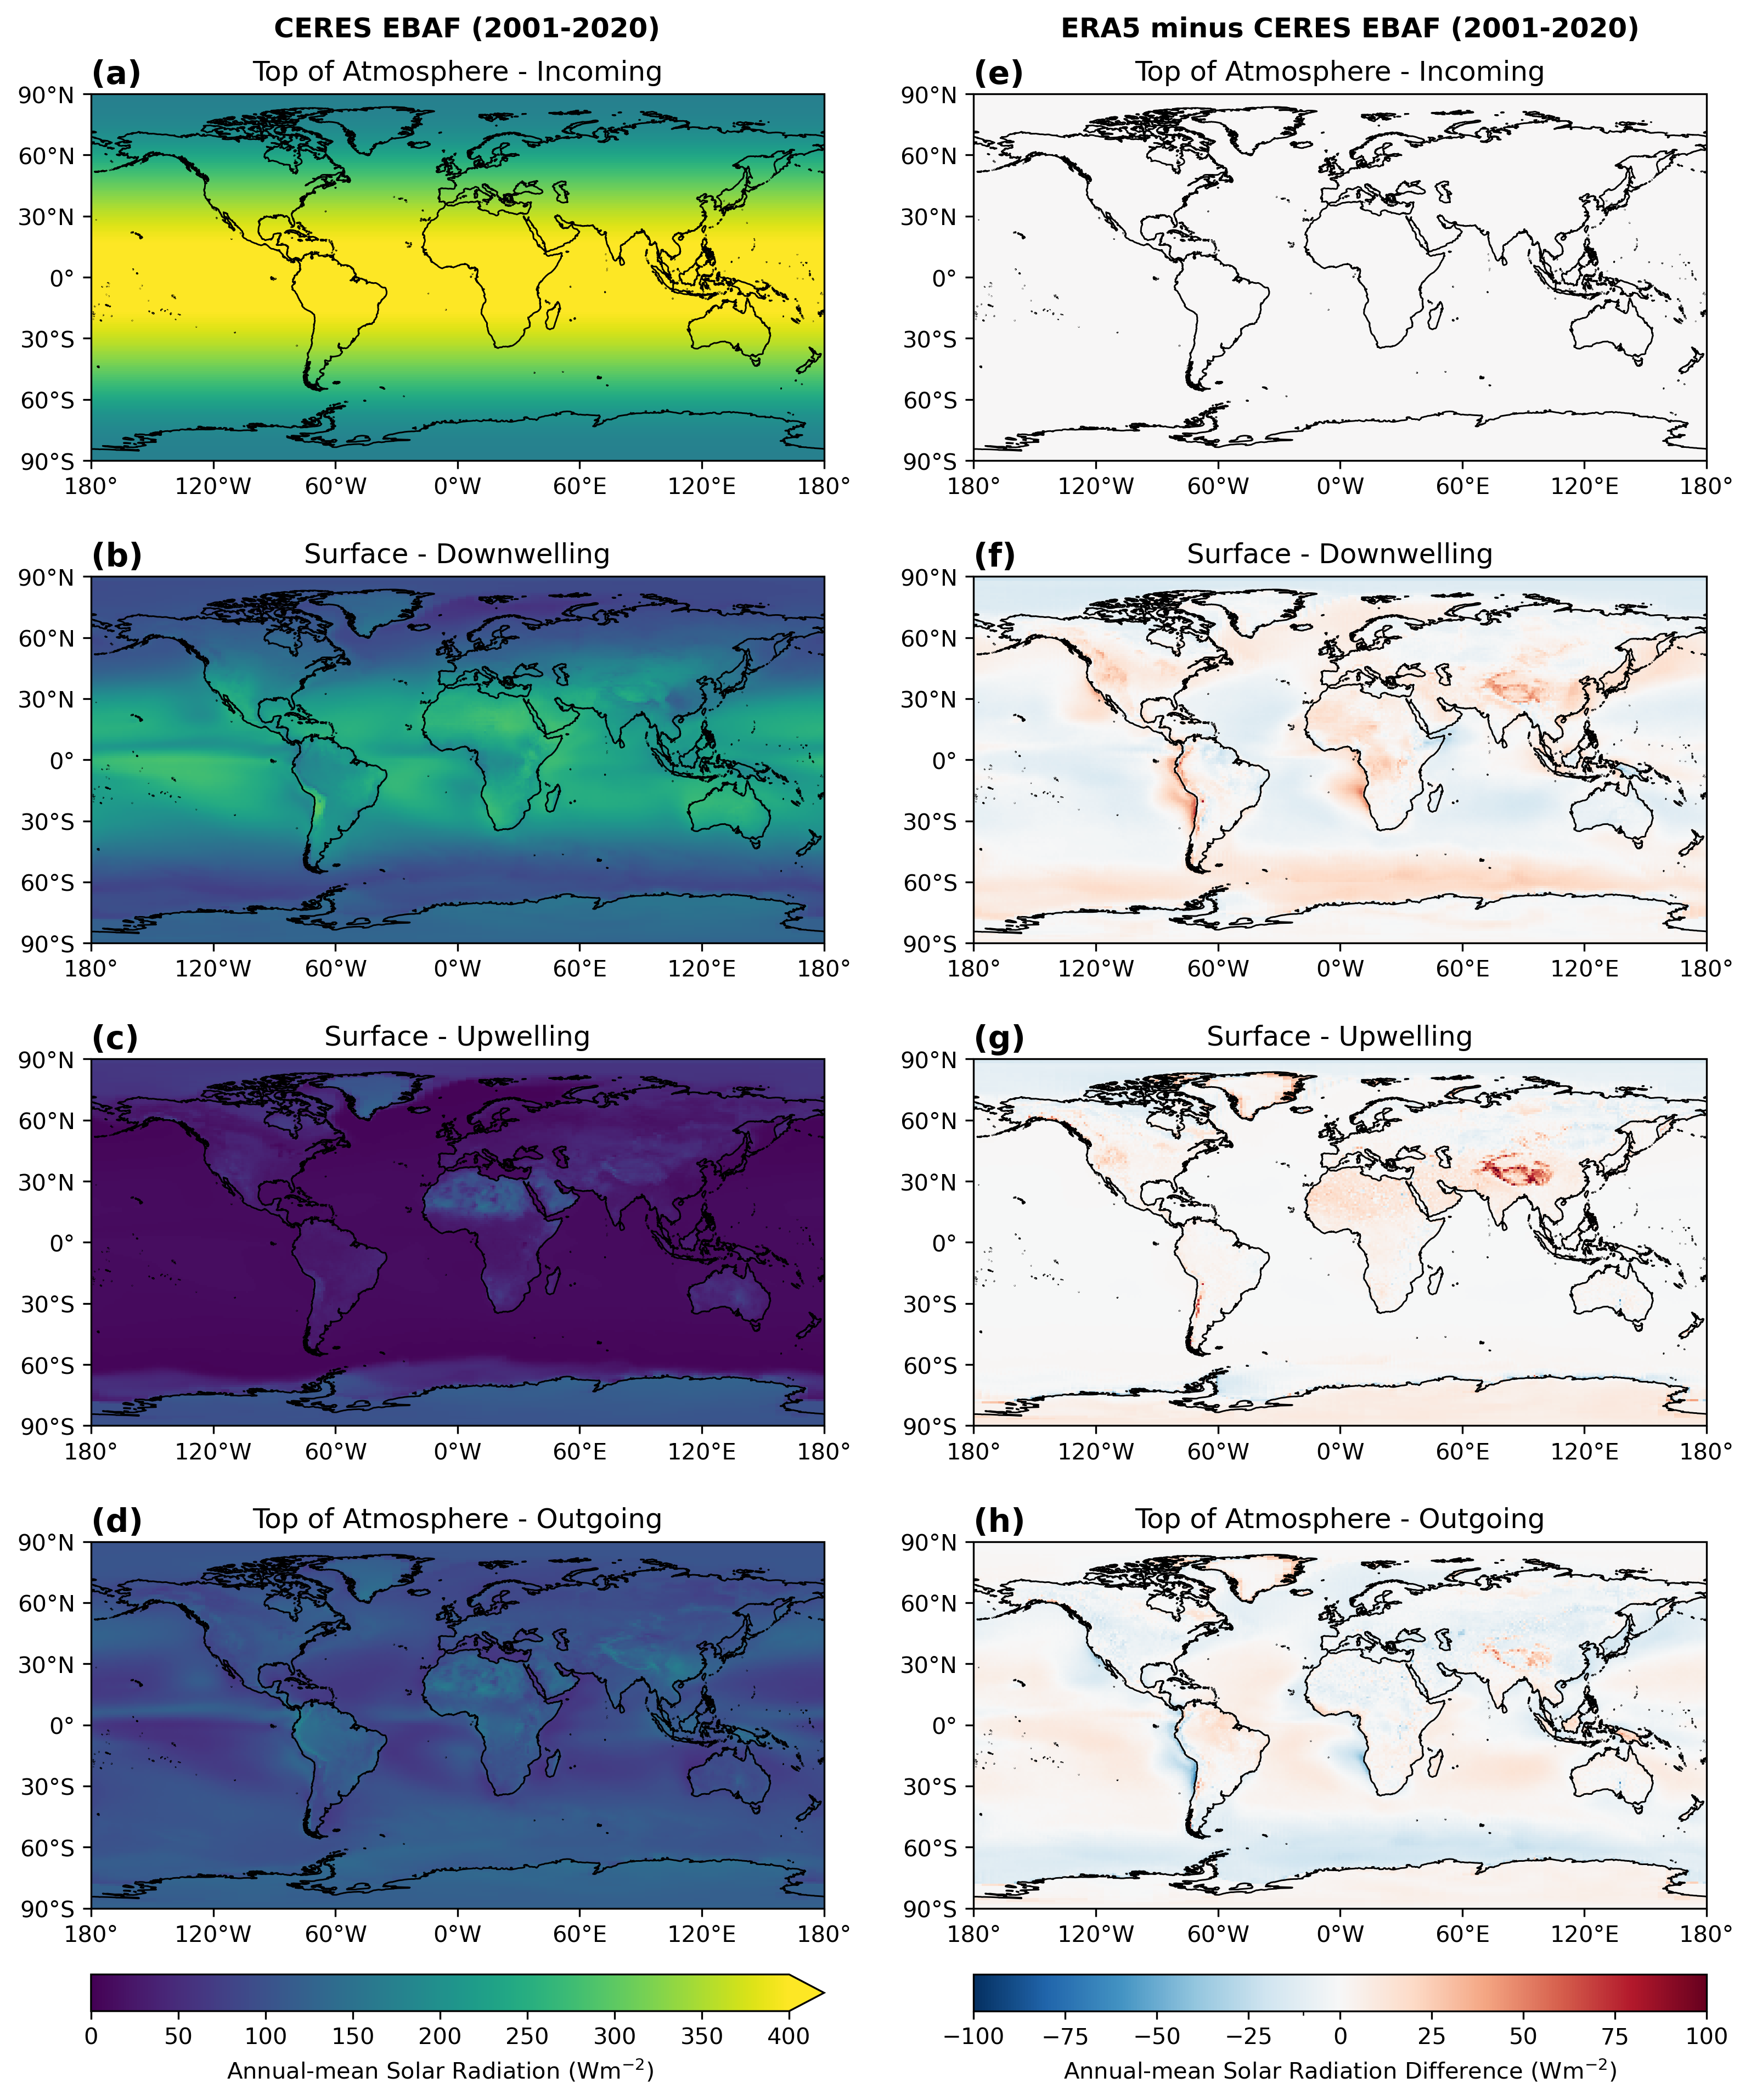 CERES EBAF (2001-2020)
ERA5 minus CERES EBAF (2001-2020)
(a) Top of Atmosphere - Incoming
90°N
60°N
30°N
0°
30°S
60°S
90°S
180° 120°W 60°W 0°W 60°E 120°E 180°
(e) Top of Atmosphere - Incoming
90°N
60°N
30°N
0°
30°S
60°S
90°S
180° 120°W 60°W 0°W 60°E 120°E 180°
(b) Surface - Downwelling
90°N
60°N
30°N
0°
30°S
60°S
90°S
180° 120°W 60°W 0°W 60°E 120°E 180°
(f) Surface - Downwelling
90°N
60°N
30°N
0°
30°S
60°S
90°S
180° 120°W 60°W 0°W 60°E 120°E 180°
(c) Surface - Upwelling
90°N
60°N
30°N
0°
30°S
60°S
90°S
180° 120°W 60°W 0°W 60°E 120°E 180°
(g) Surface - Upwelling
90°N
60°N
30°N
0°
30°S
60°S
90°S
180° 120°W 60°W 0°W 60°E 120°E 180°
(d) Top of Atmosphere - Outgoing
90°N
60°N
30°N
0°
30°S
60°S
90°S
180° 120°W 60°W 0°W 60°E 120°E 180°
(h) Top of Atmosphere - Outgoing
90°N
60°N
30°N
0°
30°S
60°S
90°S
180° 120°W 60°W 0°W 60°E 120°E 180°
0 50 100 150 200 250 300 350 400
Annual-mean Solar Radiation (Wm⁻²)
−100 −75 −50 −25 0 25 50 75 100
Annual-mean Solar Radiation Difference (Wm⁻²)